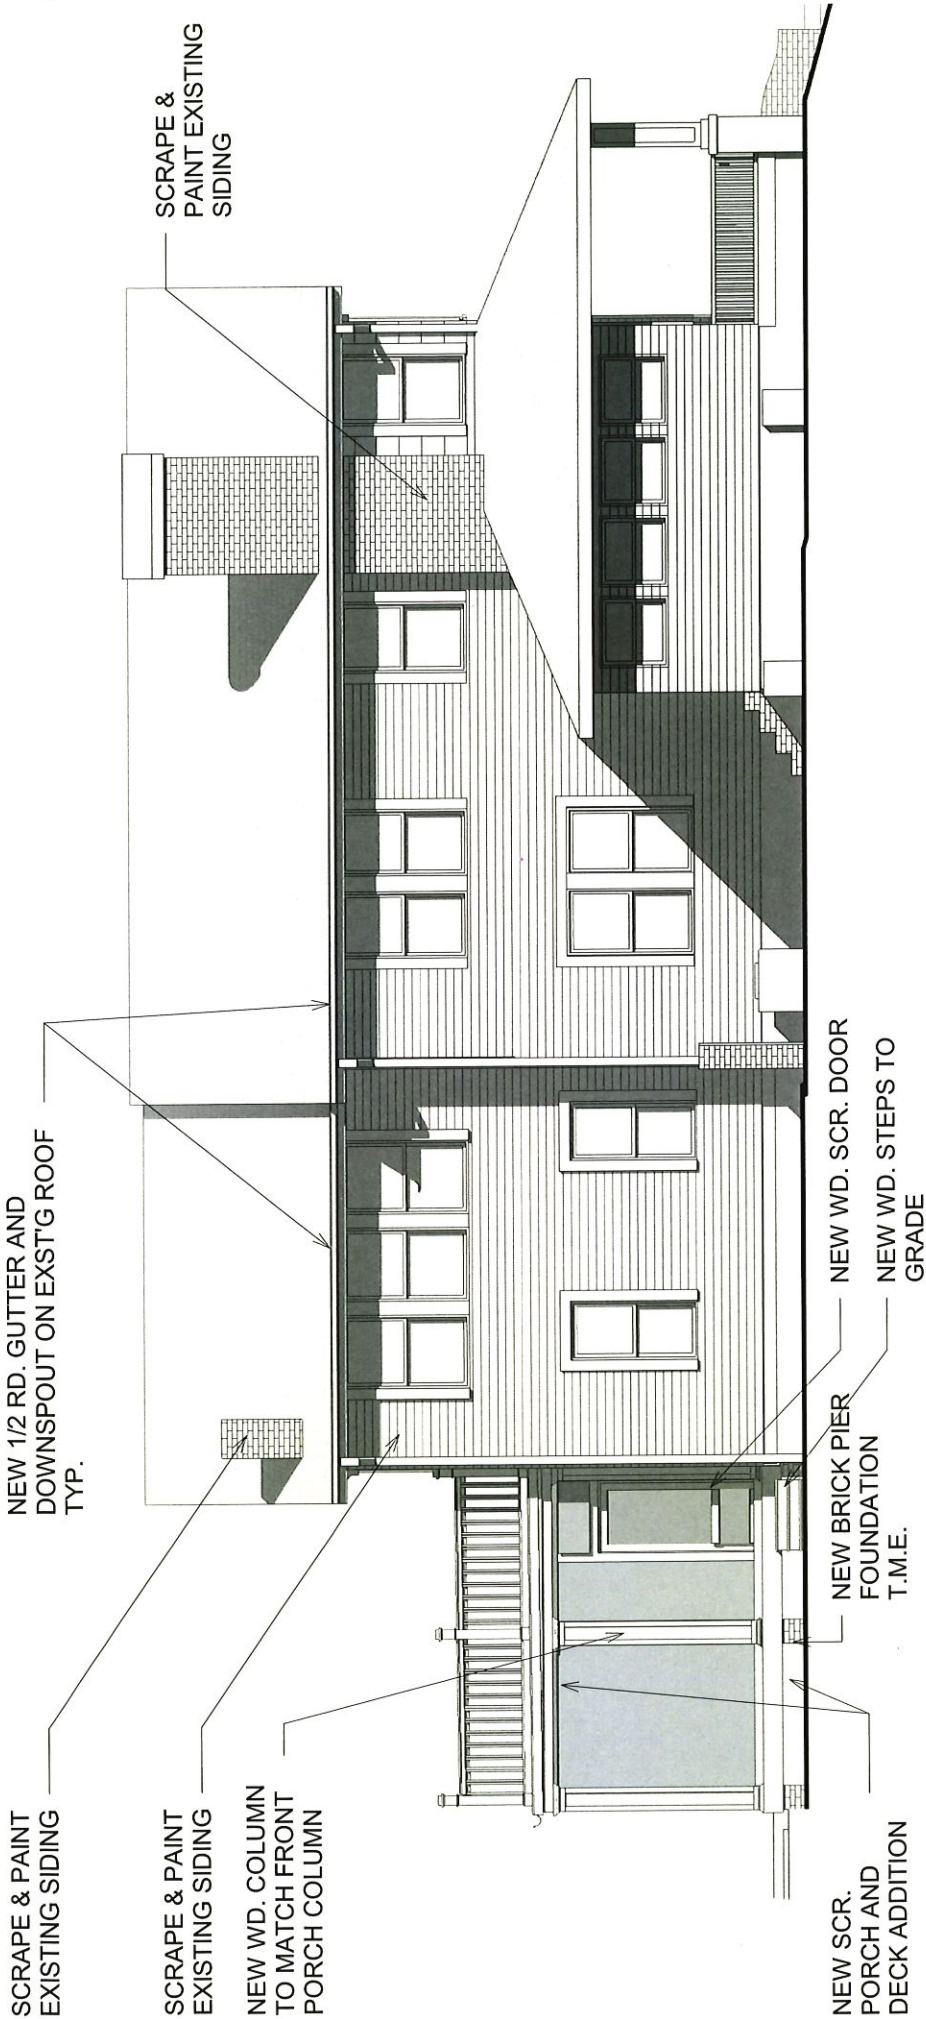 SCRAPE & PAINT
EXISTING SIDING
SCRAPE & PAINT
EXISTING SIDING
NEW WD. COLUMN
TO MATCH FRONT
PORCH COLUMN
NEW 1/2 RD. GUTTER AND
DOWNSPOUT ON EXST'G ROOF
TYP.
SCRAPE &
PAINT EXISTING
SIDING
NEW SCR.
PORCH AND
DECK ADDITION
NEW BRICK PIER
FOUNDATION
T.M.E.
NEW WD. SCR. DOOR
NEW WD. STEPS TO
GRADE